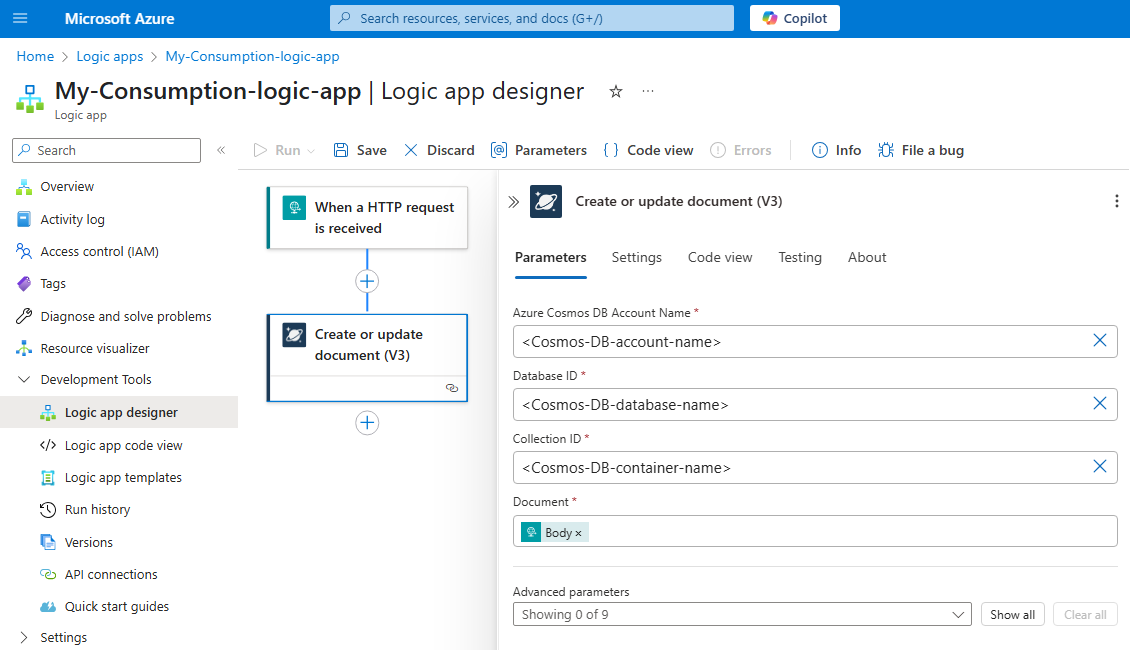 Microsoft Azure
Search resources, services, and docs (G+/)
Copilot
Home > Logic apps > My-Consumption-logic-app
My-Consumption-logic-app | Logic app designer
Logic app
Search
Run
Save
Discard
Parameters
Code view
Errors
Info
File a bug
Overview
Activity log
Access control (IAM)
Tags
Diagnose and solve problems
Resource visualizer
Development Tools
Logic app designer
Logic app code view
Logic app templates
Run history
Versions
API connections
Quick start guides
Settings
When a HTTP request
is received
Create or update
document (V3)
Create or update document (V3)
Parameters
Settings
Code view
Testing
About
Azure Cosmos DB Account Name *
<Cosmos-DB-account-name>
Database ID *
<Cosmos-DB-database-name>
Collection ID *
<Cosmos-DB-container-name>
Document *
Body ×
Advanced parameters
Showing 0 of 9
Show all
Clear all